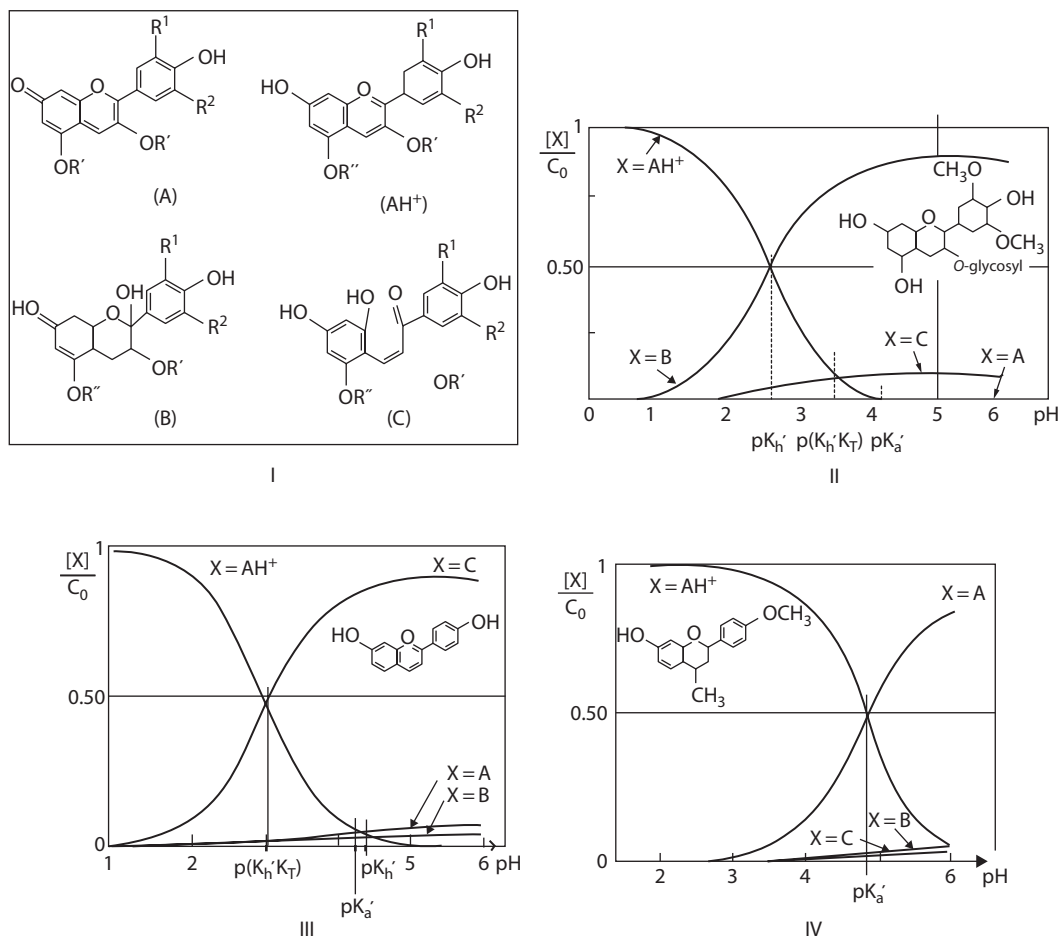 R¹
OH
O
O
R²
OR′
OR′
(A)
R¹
OH
HO
O
R²
OR′
OR″
(AH⁺)
R¹
OH
OH
HO
O
R²
OR′
OR″
(B)
R¹
OH
O
HO
HO
R²
OR″
OR′
(C)
I
[X]
C₀
1
X = AH⁺
CH₃O
OH
HO
O
OCH₃
O-glycosyl
OH
0.50
X = B
X = C
X = A
0 1 2 3 4 5 6 pH
pKh′ p(Kh′KT) pKa′
II
[X]
C₀
1
X = AH⁺
X = C
HO
O
OH
0.50
X = A
X = B
0
1 2 p(Kh′KT) pKh′ 5 6 pH
pKa′
III
[X]
C₀
1
X = AH⁺
X = A
OCH₃
HO
O
CH₃
0.50
X = B
X = C
0
2 3 4 5 6 pH
pKa′
IV